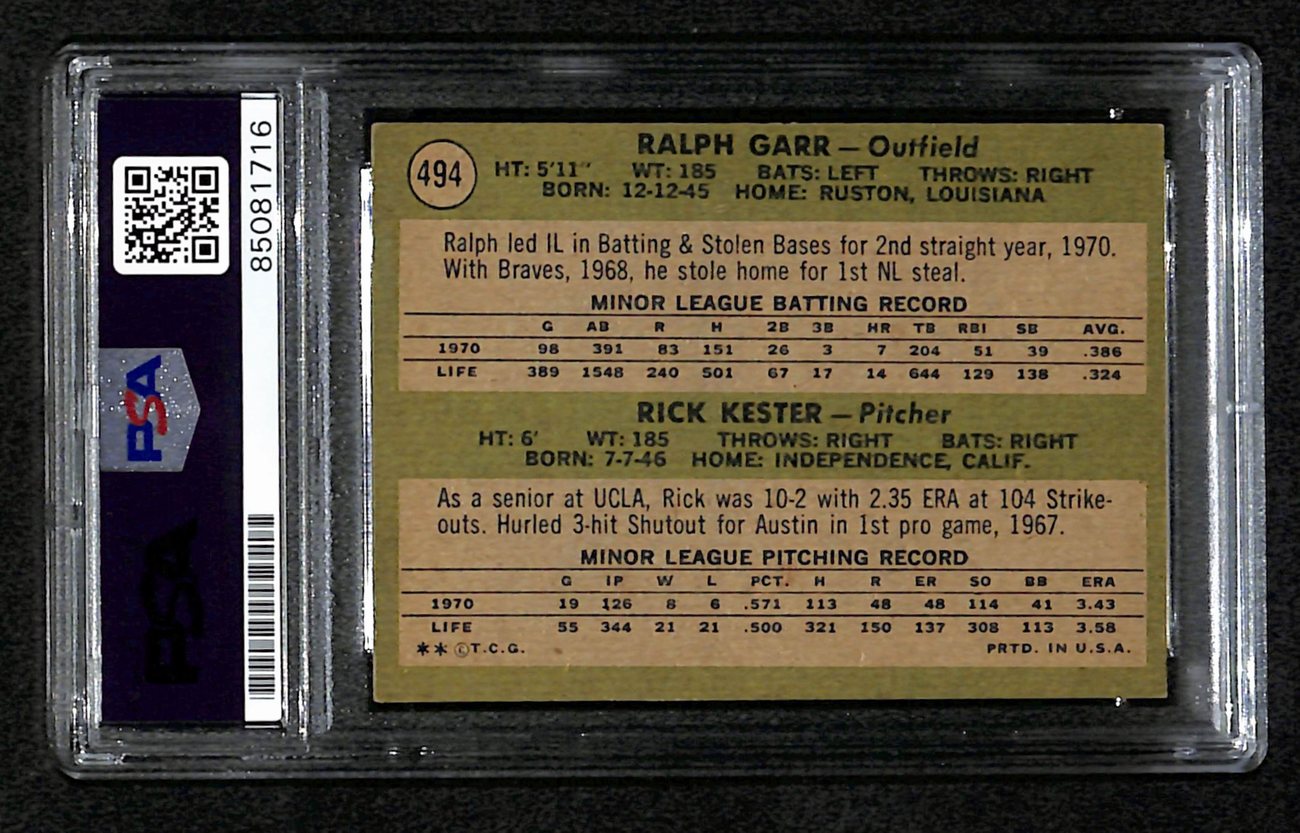 85081716
PSA
PSA
494
RALPH GARR — Outfield
HT: 5'11" WT: 185 BATS: LEFT THROWS: RIGHT
BORN: 12-12-45 HOME: RUSTON, LOUISIANA
Ralph led IL in Batting & Stolen Bases for 2nd straight year, 1970.
With Braves, 1968, he stole home for 1st NL steal.
MINOR LEAGUE BATTING RECORD
G AB R H 2B 3B HR TB RBI SB AVG.
1970 98 391 83 151 26 3 7 204 51 39 .386
LIFE 389 1548 240 501 67 17 14 644 129 138 .324
RICK KESTER — Pitcher
HT: 6' WT: 185 THROWS: RIGHT BATS: RIGHT
BORN: 7-7-46 HOME: INDEPENDENCE, CALIF.
As a senior at UCLA, Rick was 10-2 with 2.35 ERA at 104 Strike-
outs. Hurled 3-hit Shutout for Austin in 1st pro game, 1967.
MINOR LEAGUE PITCHING RECORD
G IP W L PCT. H R ER SO BB ERA
1970 19 126 8 6 .571 113 48 48 114 41 3.43
LIFE 55 344 21 21 .500 321 150 137 308 113 3.58
** ©T.C.G. PRTD. IN U.S.A.